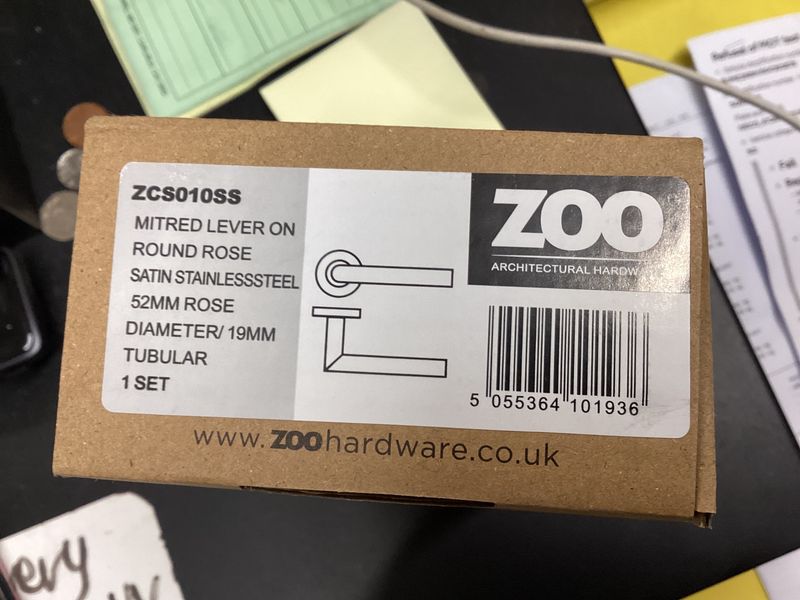 ZCS010SS
MITRED LEVER ON
ROUND ROSE
SATIN STAINLESSSTEEL
52MM ROSE
DIAMETER/ 19MM
TUBULAR
1 SET
ZOO
ARCHITECTURAL HARDW
5 055364 101936
www.zoohardware.co.uk
ery